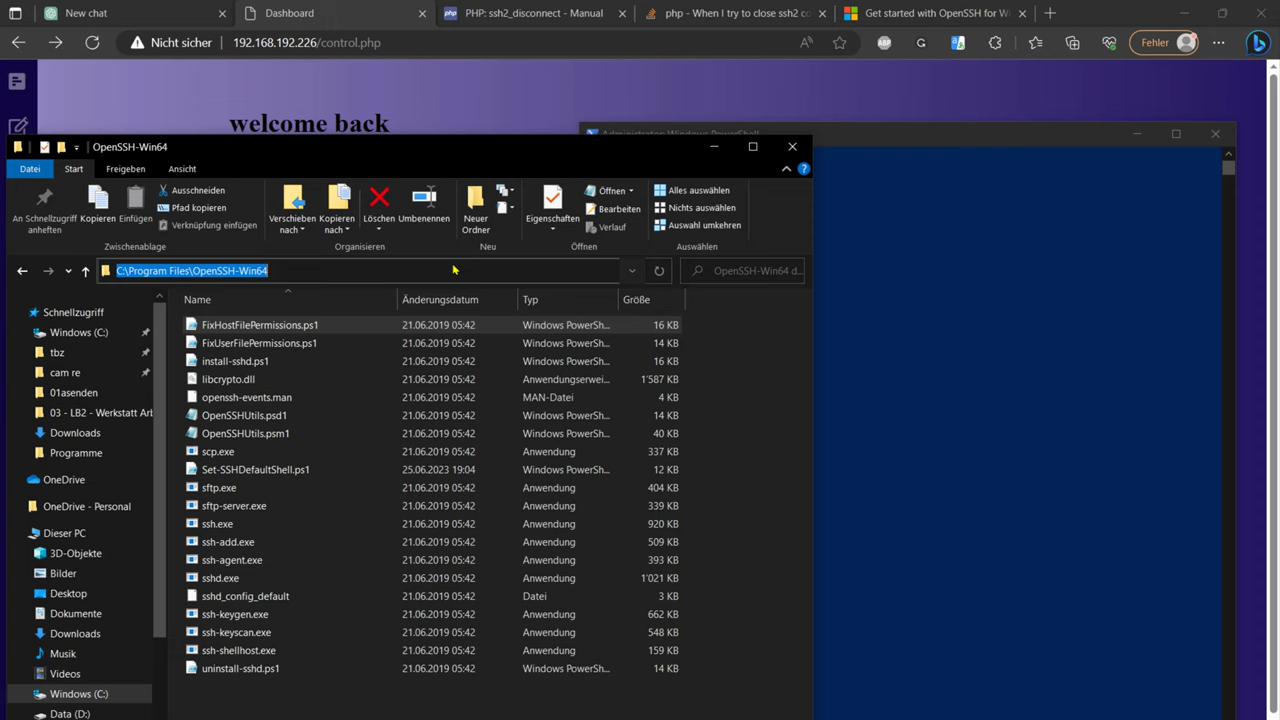 New chat
Dashboard
PHP: ssh2_disconnect - Manual
php - When I try to close ssh2 co
Get started with OpenSSH for W
Nicht sicher
192.168.192.226/control.php
Fehler
welcome back
Administrator: Windows PowerShell
OpenSSH-Win64
Datei
Start
Freigeben
Ansicht
An Schnellzugriff
anheften
Kopieren
Einfügen
Ausschneiden
Pfad kopieren
Verknüpfung einfügen
Zwischenablage
Verschieben
nach
Kopieren
nach
Löschen
Umbenennen
Organisieren
Neuer
Ordner
Neu
Eigenschaften
Öffnen
Bearbeiten
Verlauf
Öffnen
Alles auswählen
Nichts auswählen
Auswahl umkehren
Auswählen
C:\Program Files\OpenSSH-Win64
OpenSSH-Win64 d...
Name Änderungsdatum Typ Größe
Schnellzugriff
Windows (C:)
tbz
cam re
01asenden
03 - LB2 - Werkstatt Arb
Downloads
Programme
OneDrive
OneDrive - Personal
Dieser PC
3D-Objekte
Bilder
Desktop
Dokumente
Downloads
Musik
Videos
Windows (C:)
Data (D:)
FixHostFilePermissions.ps1 21.06.2019 05:42 Windows PowerSh... 16 KB
FixUserFilePermissions.ps1 21.06.2019 05:42 Windows PowerSh... 14 KB
install-sshd.ps1 21.06.2019 05:42 Windows PowerSh... 16 KB
libcrypto.dll 21.06.2019 05:42 Anwendungserwei... 1'587 KB
openssh-events.man 21.06.2019 05:42 MAN-Datei 4 KB
OpenSSHUtils.psd1 21.06.2019 05:42 Windows PowerSh... 14 KB
OpenSSHUtils.psm1 21.06.2019 05:42 Windows PowerSh... 40 KB
scp.exe 21.06.2019 05:42 Anwendung 337 KB
Set-SSHDefaultShell.ps1 25.06.2023 19:04 Windows PowerSh... 12 KB
sftp.exe 21.06.2019 05:42 Anwendung 404 KB
sftp-server.exe 21.06.2019 05:42 Anwendung 339 KB
ssh.exe 21.06.2019 05:42 Anwendung 920 KB
ssh-add.exe 21.06.2019 05:42 Anwendung 509 KB
ssh-agent.exe 21.06.2019 05:42 Anwendung 393 KB
sshd.exe 21.06.2019 05:42 Anwendung 1'021 KB
sshd_config_default 21.06.2019 05:42 Datei 3 KB
ssh-keygen.exe 21.06.2019 05:42 Anwendung 662 KB
ssh-keyscan.exe 21.06.2019 05:42 Anwendung 548 KB
ssh-shellhost.exe 21.06.2019 05:42 Anwendung 159 KB
uninstall-sshd.ps1 21.06.2019 05:42 Windows PowerSh... 14 KB